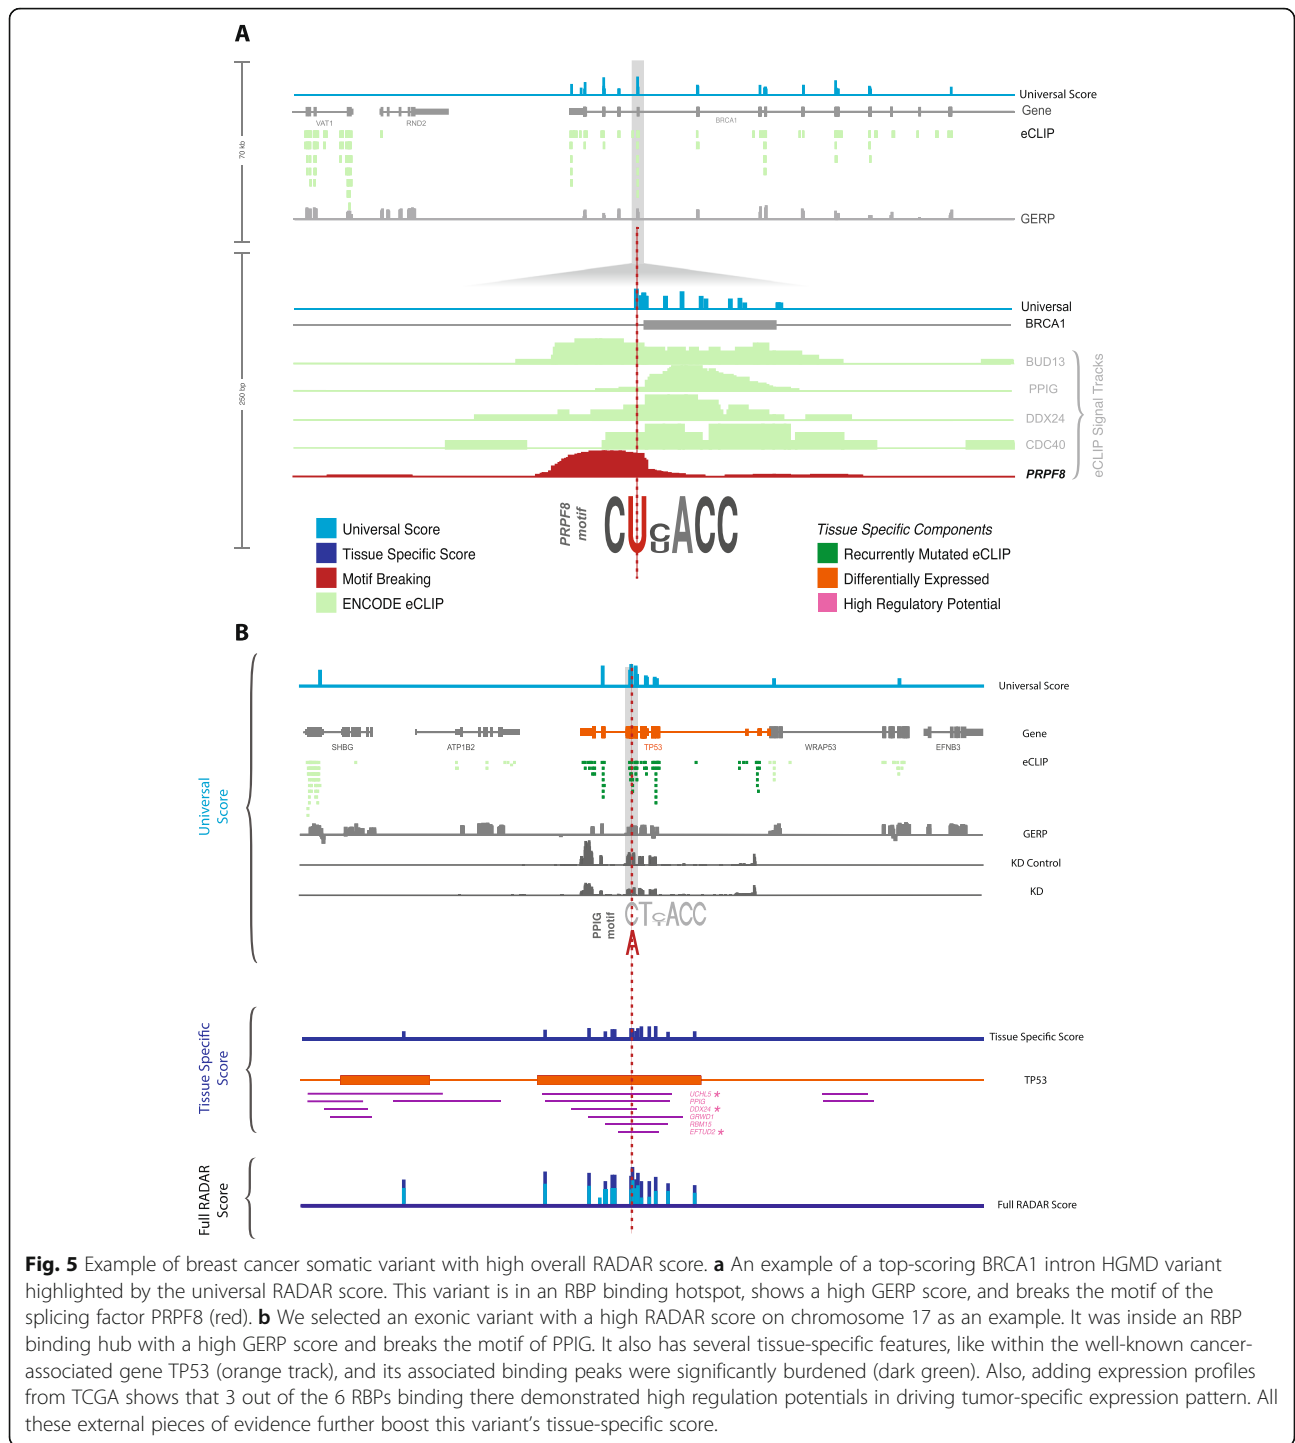 A
70 kb
Universal Score
Gene
VAT1
RND2
BRCA1
eCLIP
GERP
250 bp
Universal
BRCA1
BUD13
PPIG
DDX24
CDC40
PRPF8
eCLIP Signal Tracks
PRPF8
motif
CUCUACC
Universal Score
Tissue Specific Score
Motif Breaking
ENCODE eCLIP
Tissue Specific Components
Recurrently Mutated eCLIP
Differentially Expressed
High Regulatory Potential
B
Universal
Score
Universal Score
Gene
SHBG
ATP1B2
TP53
WRAP53
EFNB3
eCLIP
GERP
KD Control
KD
PPIG
motif
CTCACC
A
Tissue Specific
Score
Tissue Specific Score
TP53
UCHL5 *
PPIG
DDX24 *
GRWD1
RBM15
EFTUD2 *
Full RADAR
Score
Full RADAR Score
Fig. 5 Example of breast cancer somatic variant with high overall RADAR score. a An example of a top-scoring BRCA1 intron HGMD variant
highlighted by the universal RADAR score. This variant is in an RBP binding hotspot, shows a high GERP score, and breaks the motif of the
splicing factor PRPF8 (red). b We selected an exonic variant with a high RADAR score on chromosome 17 as an example. It was inside an RBP
binding hub with a high GERP score and breaks the motif of PPIG. It also has several tissue-specific features, like within the well-known cancer-
associated gene TP53 (orange track), and its associated binding peaks were significantly burdened (dark green). Also, adding expression profiles
from TCGA shows that 3 out of the 6 RBPs binding there demonstrated high regulation potentials in driving tumor-specific expression pattern. All
these external pieces of evidence further boost this variant's tissue-specific score.